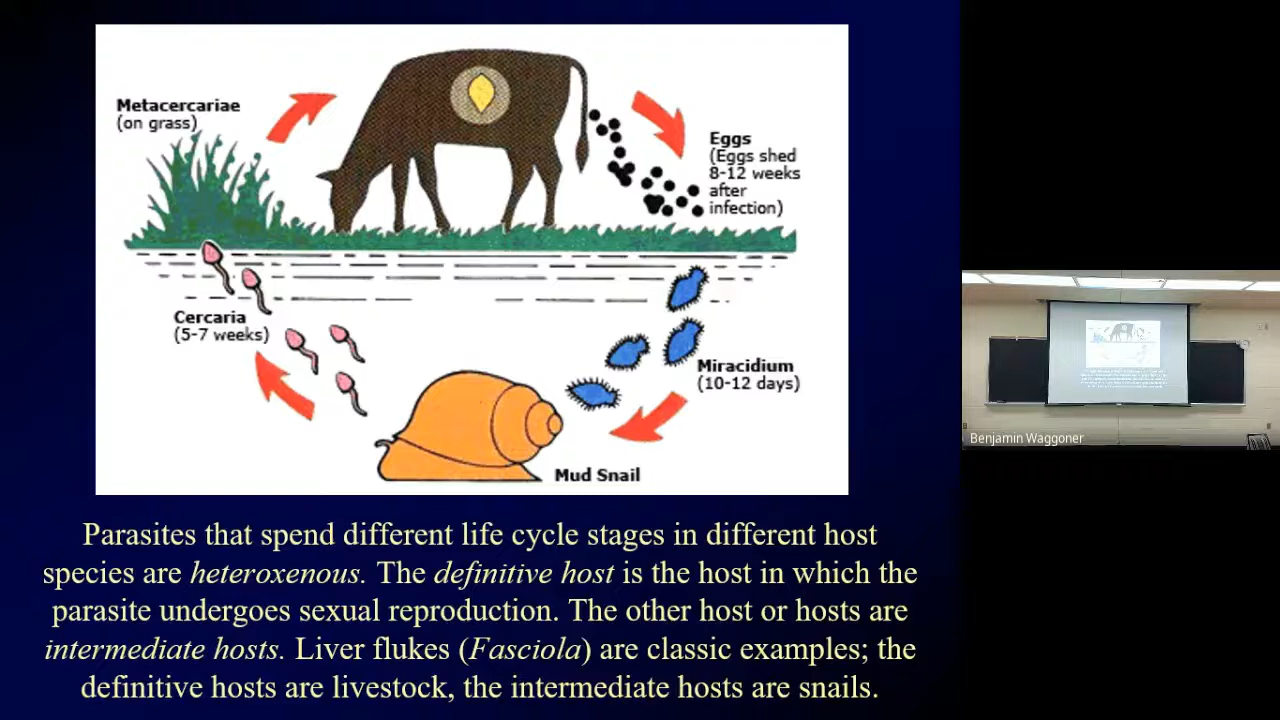 Metacercariae
(on grass)
Eggs
(Eggs shed
8-12 weeks
after
infection)
Cercaria
(5-7 weeks)
Miracidium
(10-12 days)
Mud Snail
Parasites that spend different life cycle stages in different host
species are heteroxenous. The definitive host is the host in which the
parasite undergoes sexual reproduction. The other host or hosts are
intermediate hosts. Liver flukes (Fasciola) are classic examples; the
definitive hosts are livestock, the intermediate hosts are snails.
Benjamin Waggoner